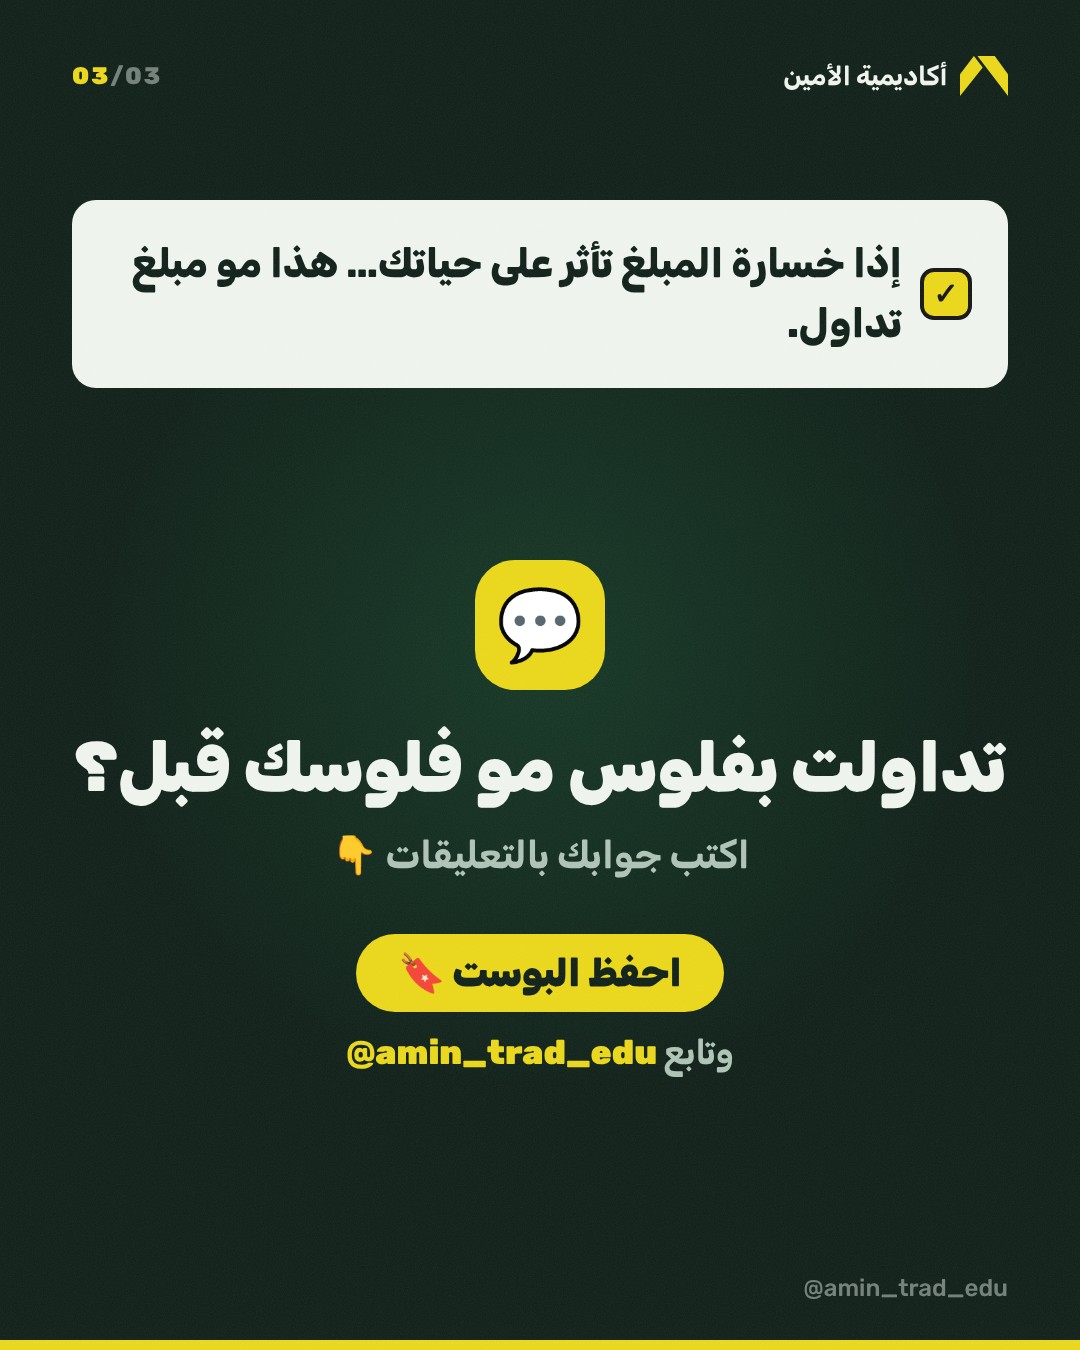 أكاديمية الأمين
03/03
إذا خسارة المبلغ تأثر على حياتك... هذا مو مبلغ
تداول.
تداولت بفلوس مو فلوسك قبل؟
اكتب جوابك بالتعليقات 👇
احفظ البوست 🔖
وتابع @amin_trad_edu
@amin_trad_edu